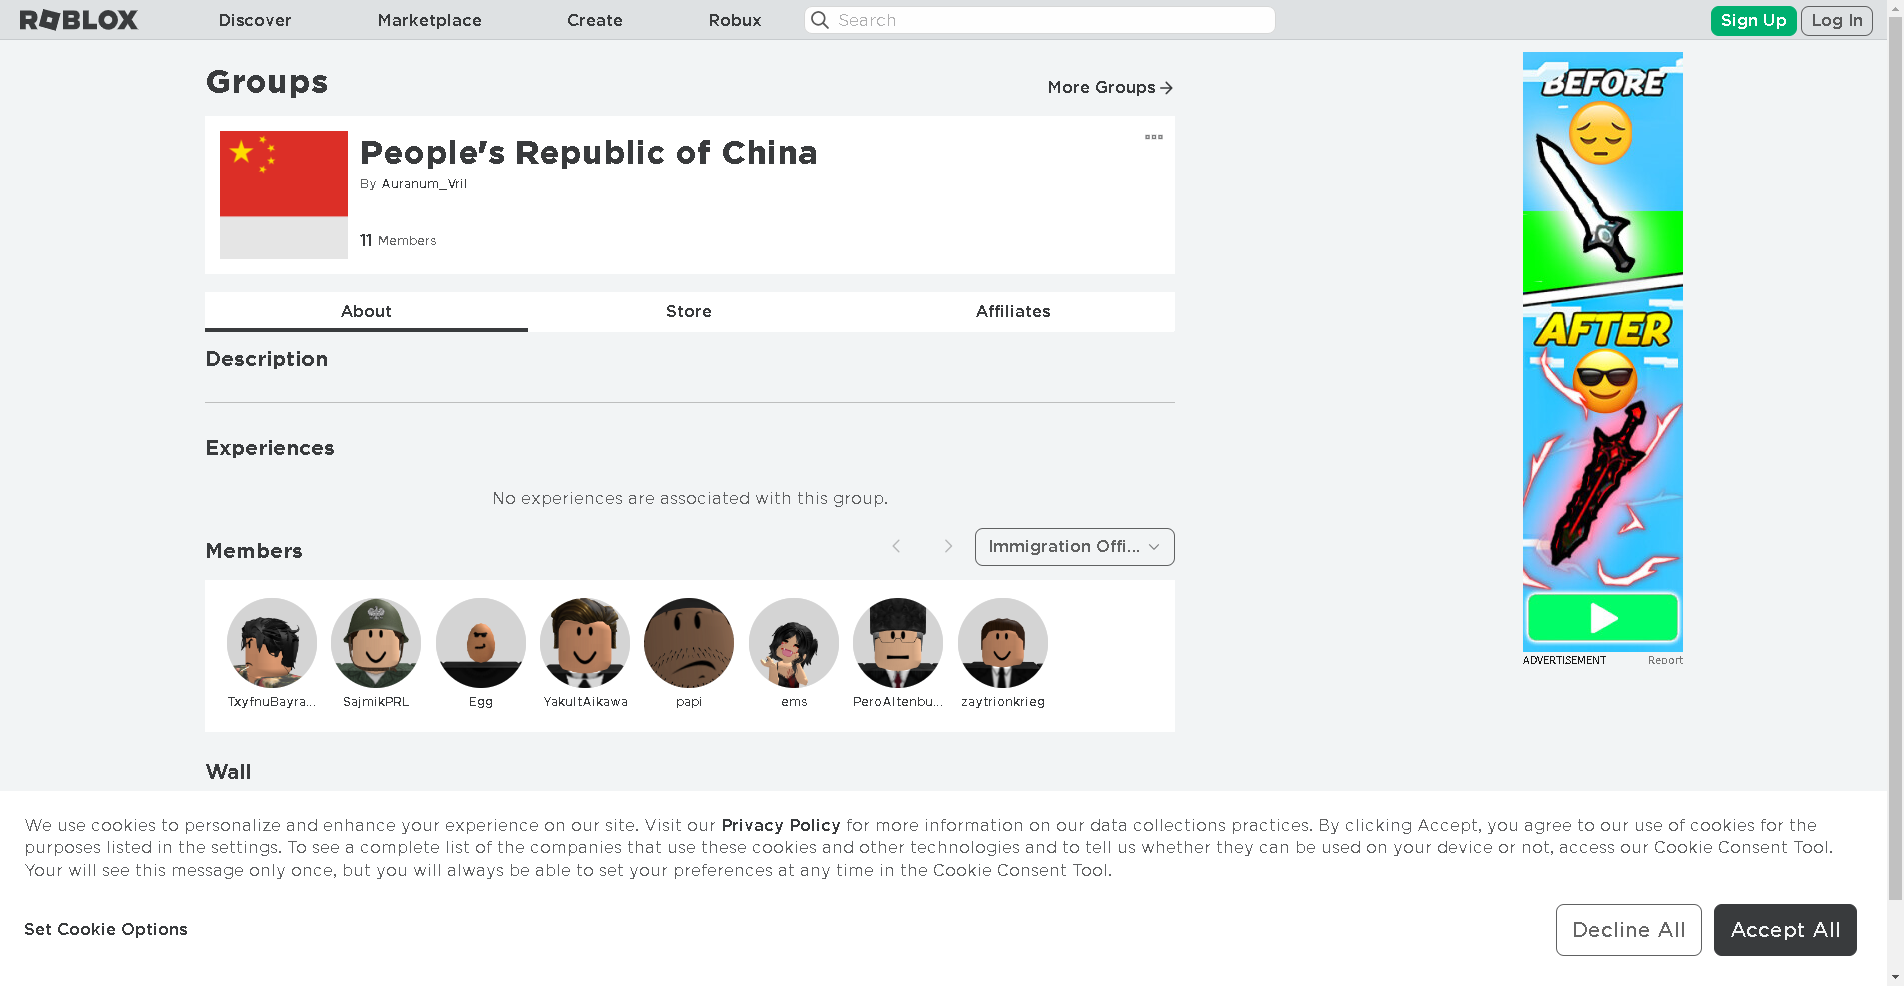 ROBLOX
Discover
Marketplace
Create
Robux
Search
Sign Up
Log In
Groups
More Groups
People's Republic of China
By Auranum_Vril
11 Members
About
Store
Affiliates
Description
Experiences
No experiences are associated with this group.
Members
Immigration Offi...
TxyfnuBayra...
SajmikPRL
Egg
YakultAikawa
papi
ems
PeroAltenbu...
zaytrionkrieg
Wall
BEFORE
AFTER
ADVERTISEMENT
Report
We use cookies to personalize and enhance your experience on our site. Visit our Privacy Policy for more information on our data collections practices. By clicking Accept, you agree to our use of cookies for the
purposes listed in the settings. To see a complete list of the companies that use these cookies and other technologies and to tell us whether they can be used on your device or not, access our Cookie Consent Tool.
Your will see this message only once, but you will always be able to set your preferences at any time in the Cookie Consent Tool.
Set Cookie Options
Decline All
Accept All